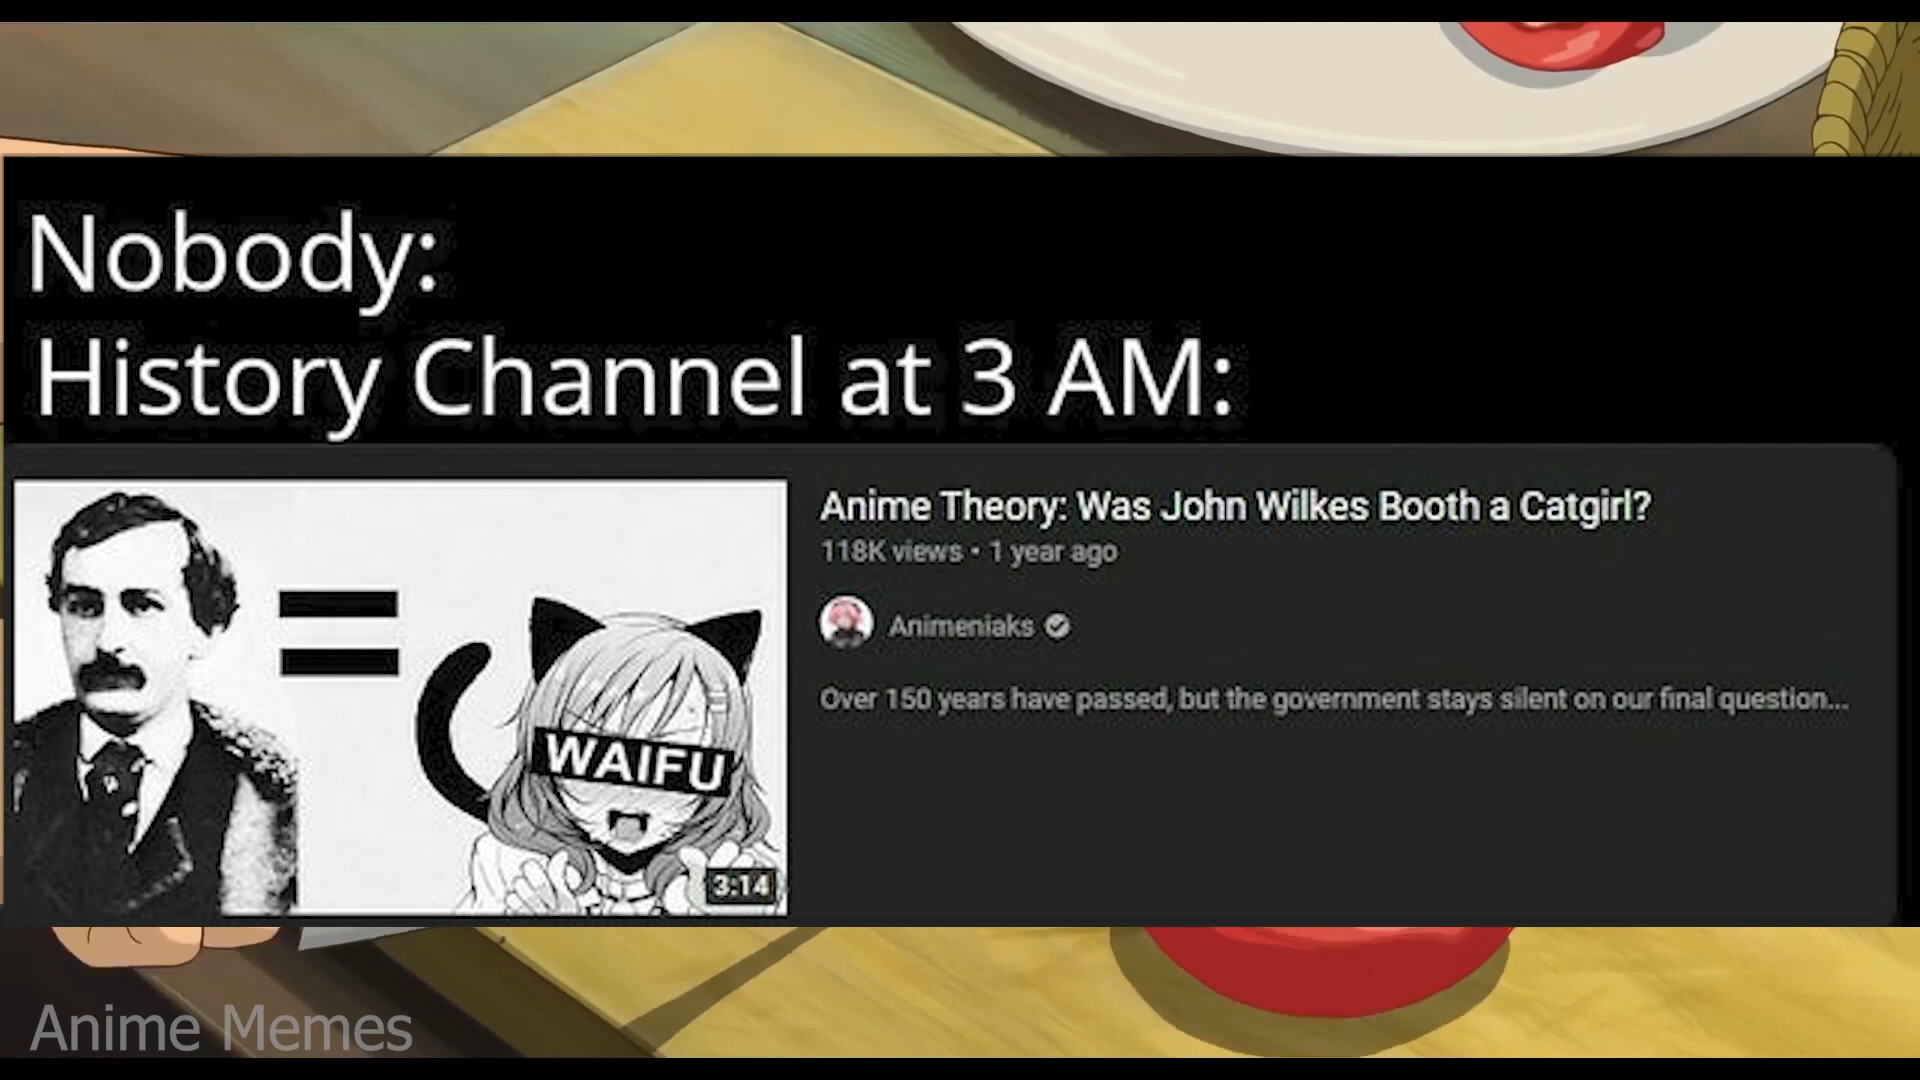 Nobody:
History Channel at 3 AM:
Anime Theory: Was John Wilkes Booth a Catgirl?
118K views • 1 year ago
Animeniaks
Over 150 years have passed, but the government stays silent on our final question...
WAIFU
3:14
Anime Memes